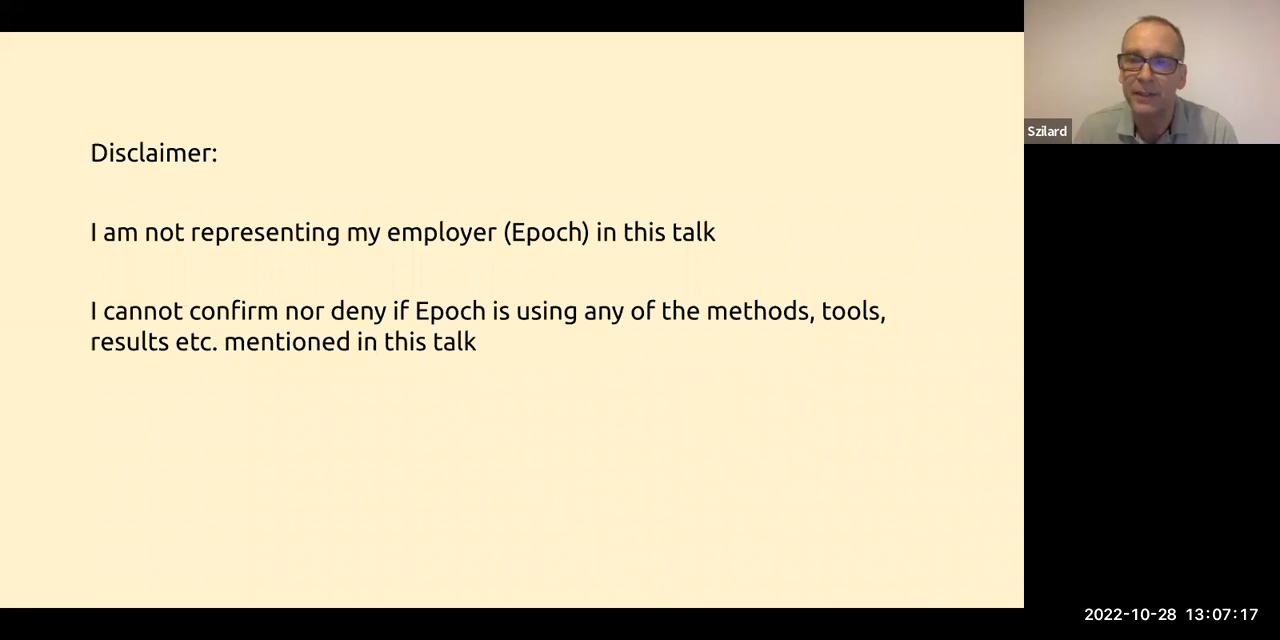 Disclaimer:
I am not representing my employer (Epoch) in this talk
I cannot confirm nor deny if Epoch is using any of the methods, tools,
results etc. mentioned in this talk
Szilard
2022-10-28 13:07:17